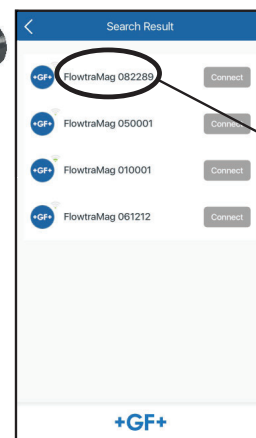 Search Result
+GF+ FlowtraMag 082289 Connect
+GF+ FlowtraMag 050001 Connect
+GF+ FlowtraMag 010001 Connect
+GF+ FlowtraMag 061212 Connect
+GF+